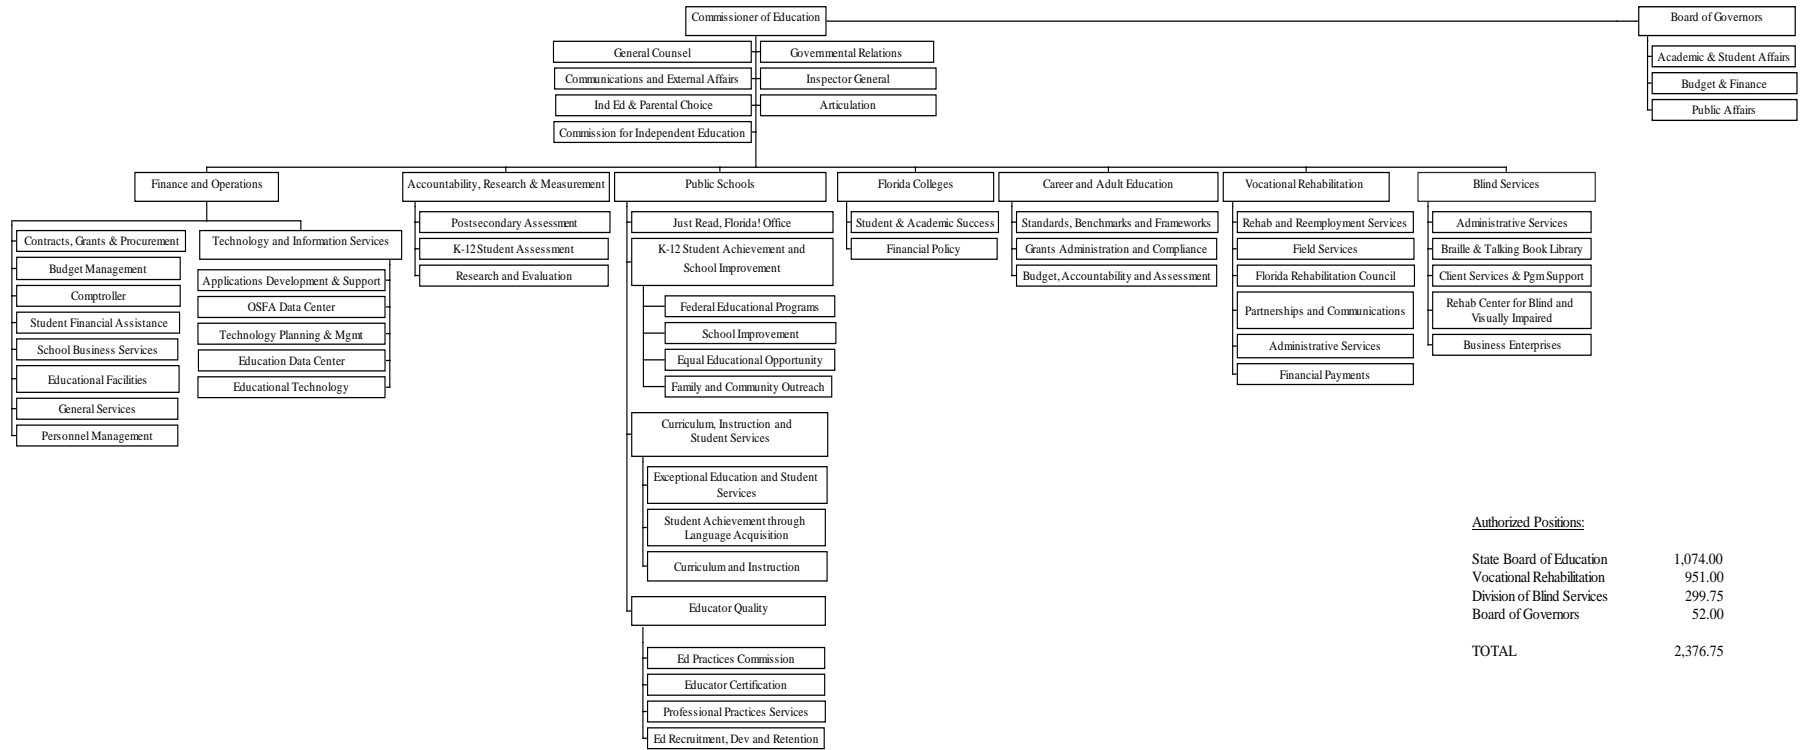 Commissioner of Education
Board of Governors
General Counsel
Governmental Relations
Communications and External Affairs
Inspector General
Ind Ed & Parental Choice
Articulation
Commission for Independent Education
Academic & Student Affairs
Budget & Finance
Public Affairs
Finance and Operations
Contracts, Grants & Procurement
Budget Management
Comptroller
Student Financial Assistance
School Business Services
Educational Facilities
General Services
Personnel Management
Technology and Information Services
Applications Development & Support
OSFA Data Center
Technology Planning & Mgmt
Education Data Center
Educational Technology
Accountability, Research & Measurement
Postsecondary Assessment
K-12 Student Assessment
Research and Evaluation
Public Schools
Just Read, Florida! Office
K-12 Student Achievement and
School Improvement
Federal Educational Programs
School Improvement
Equal Educational Opportunity
Family and Community Outreach
Curriculum, Instruction and
Student Services
Exceptional Education and Student
Services
Student Achievement through
Language Acquisition
Curriculum and Instruction
Educator Quality
Ed Practices Commission
Educator Certification
Professional Practices Services
Ed Recruitment, Dev and Retention
Florida Colleges
Student & Academic Success
Financial Policy
Career and Adult Education
Standards, Benchmarks and Frameworks
Grants Administration and Compliance
Budget, Accountability and Assessment
Vocational Rehabilitation
Rehab and Reemployment Services
Field Services
Florida Rehabilitation Council
Partnerships and Communications
Administrative Services
Financial Payments
Blind Services
Administrative Services
Braille & Talking Book Library
Client Services & Pgm Support
Rehab Center for Blind and
Visually Impaired
Business Enterprises
Authorized Positions:
State Board of Education 1,074.00
Vocational Rehabilitation 951.00
Division of Blind Services 299.75
Board of Governors 52.00
TOTAL 2,376.75